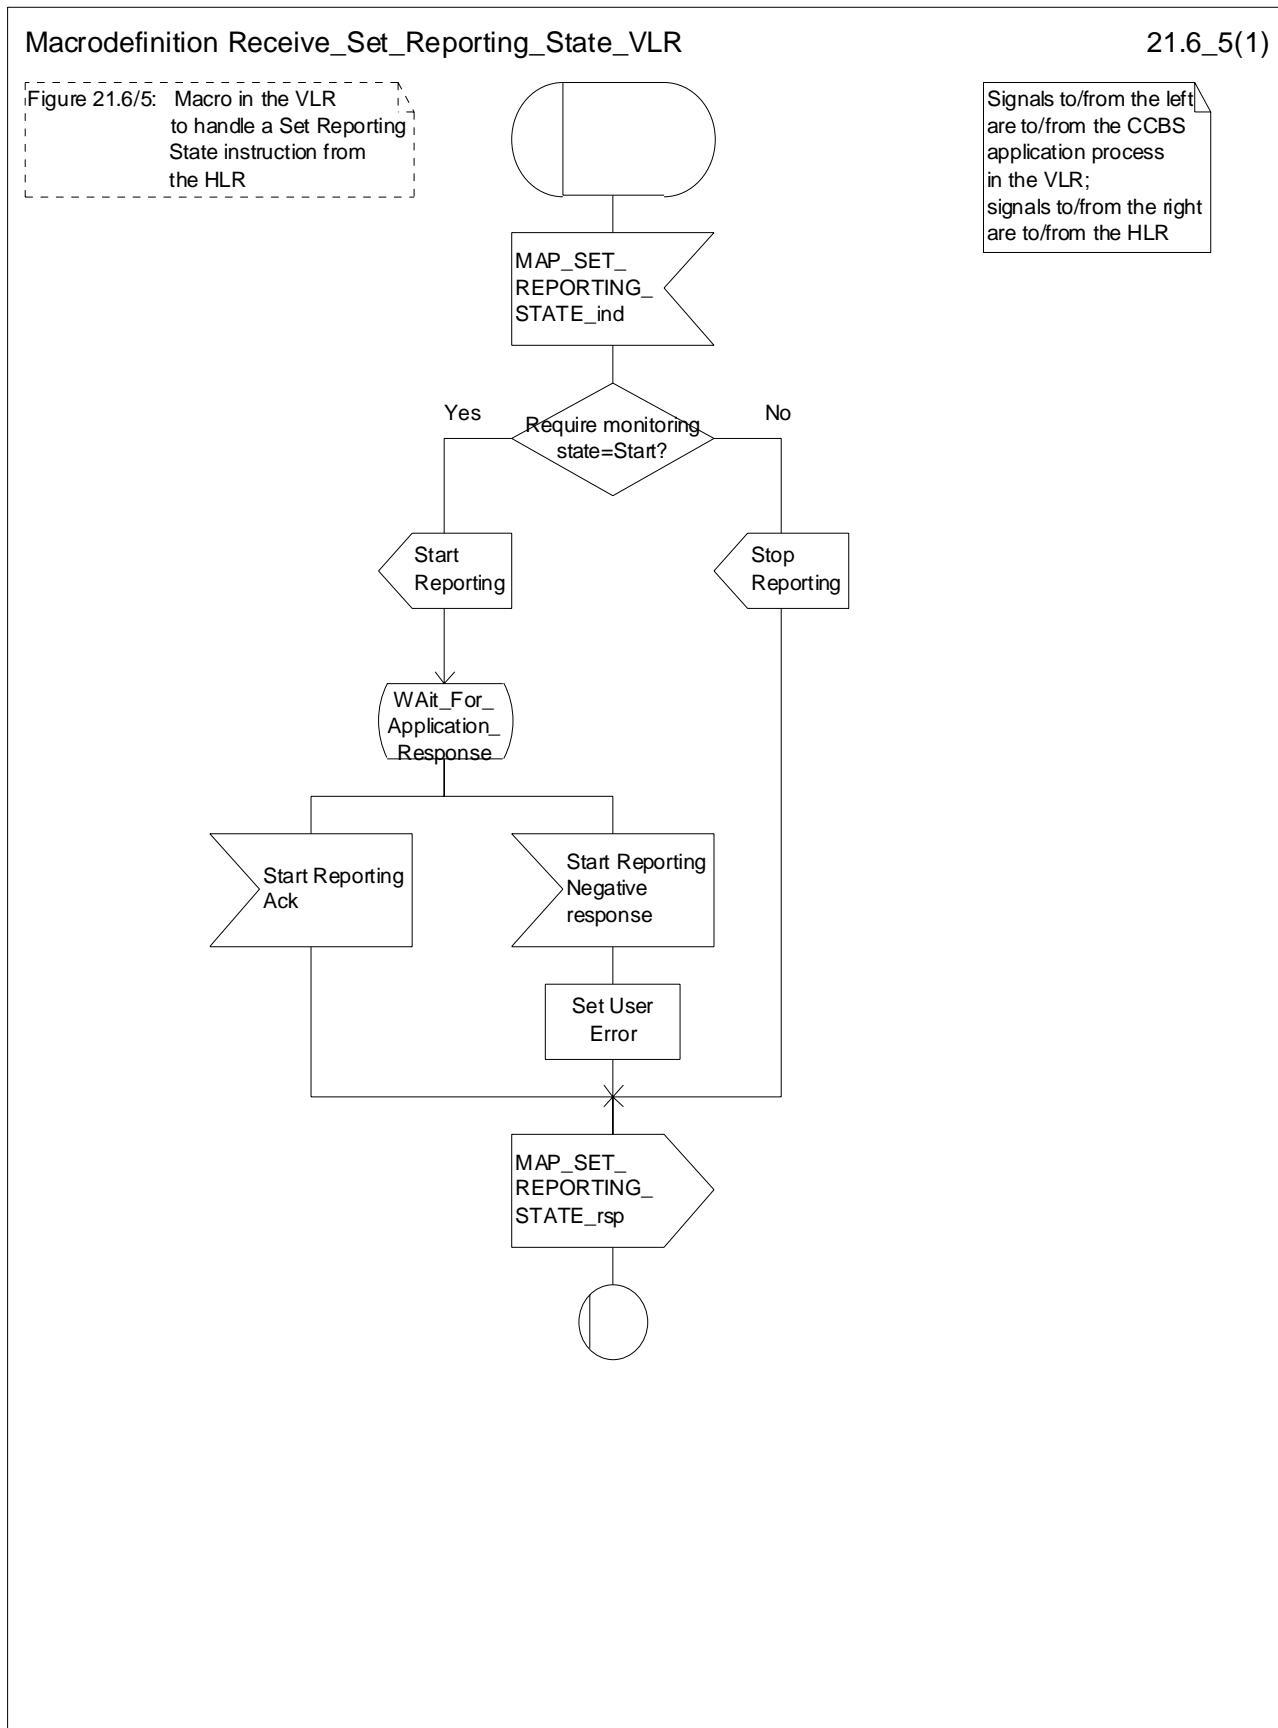 Macrodefinition Receive_Set_Reporting_State_VLR
21.6_5(1)
Figure 21.6/5: Macro in the VLR
to handle a Set Reporting
State instruction from
the HLR
Signals to/from the left
are to/from the CCBS
application process
in the VLR;
signals to/from the right
are to/from the HLR
MAP_SET_
REPORTING_
STATE_ind
Yes
No
Require monitoring
state=Start?
Start
Reporting
Stop
Reporting
WAit_For_
Application_
Response
Start Reporting
Ack
Start Reporting
Negative
response
Set User
Error
MAP_SET_
REPORTING_
STATE_rsp